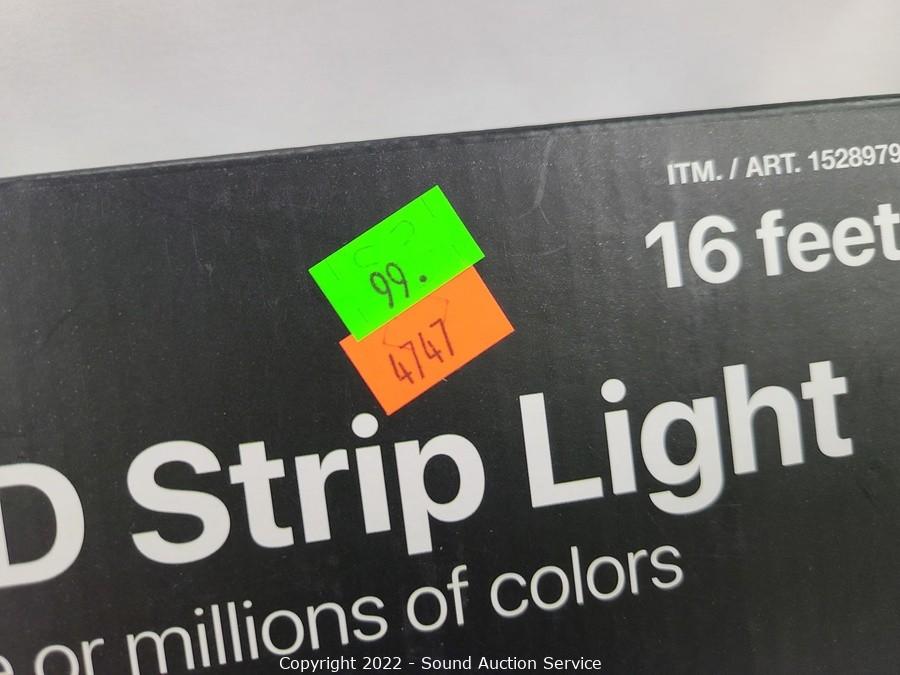 ITM. / ART. 1528979
16 feet
99.
4747
D Strip Light
e or millions of colors
Copyright 2022 - Sound Auction Service